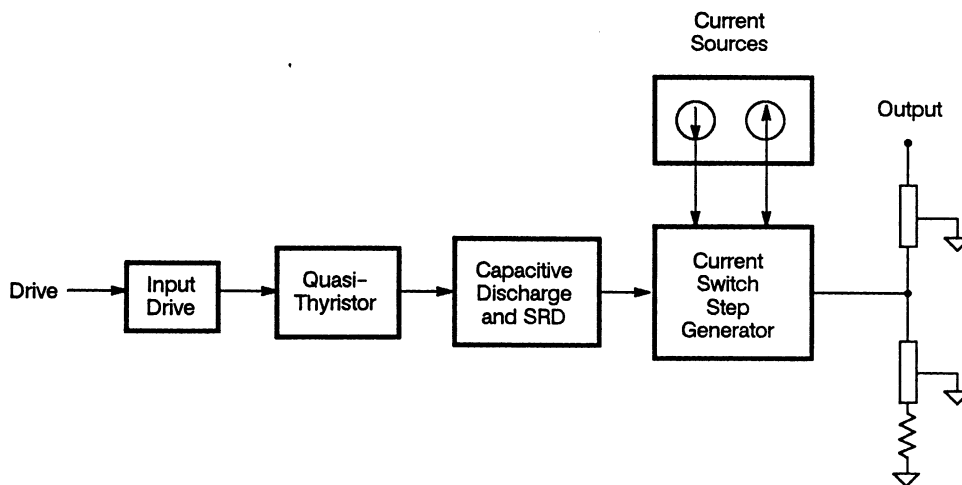 Current
Sources
Output
Drive
Input
Drive
Quasi-
Thyristor
Capacitive
Discharge
and SRD
Current
Switch
Step
Generator